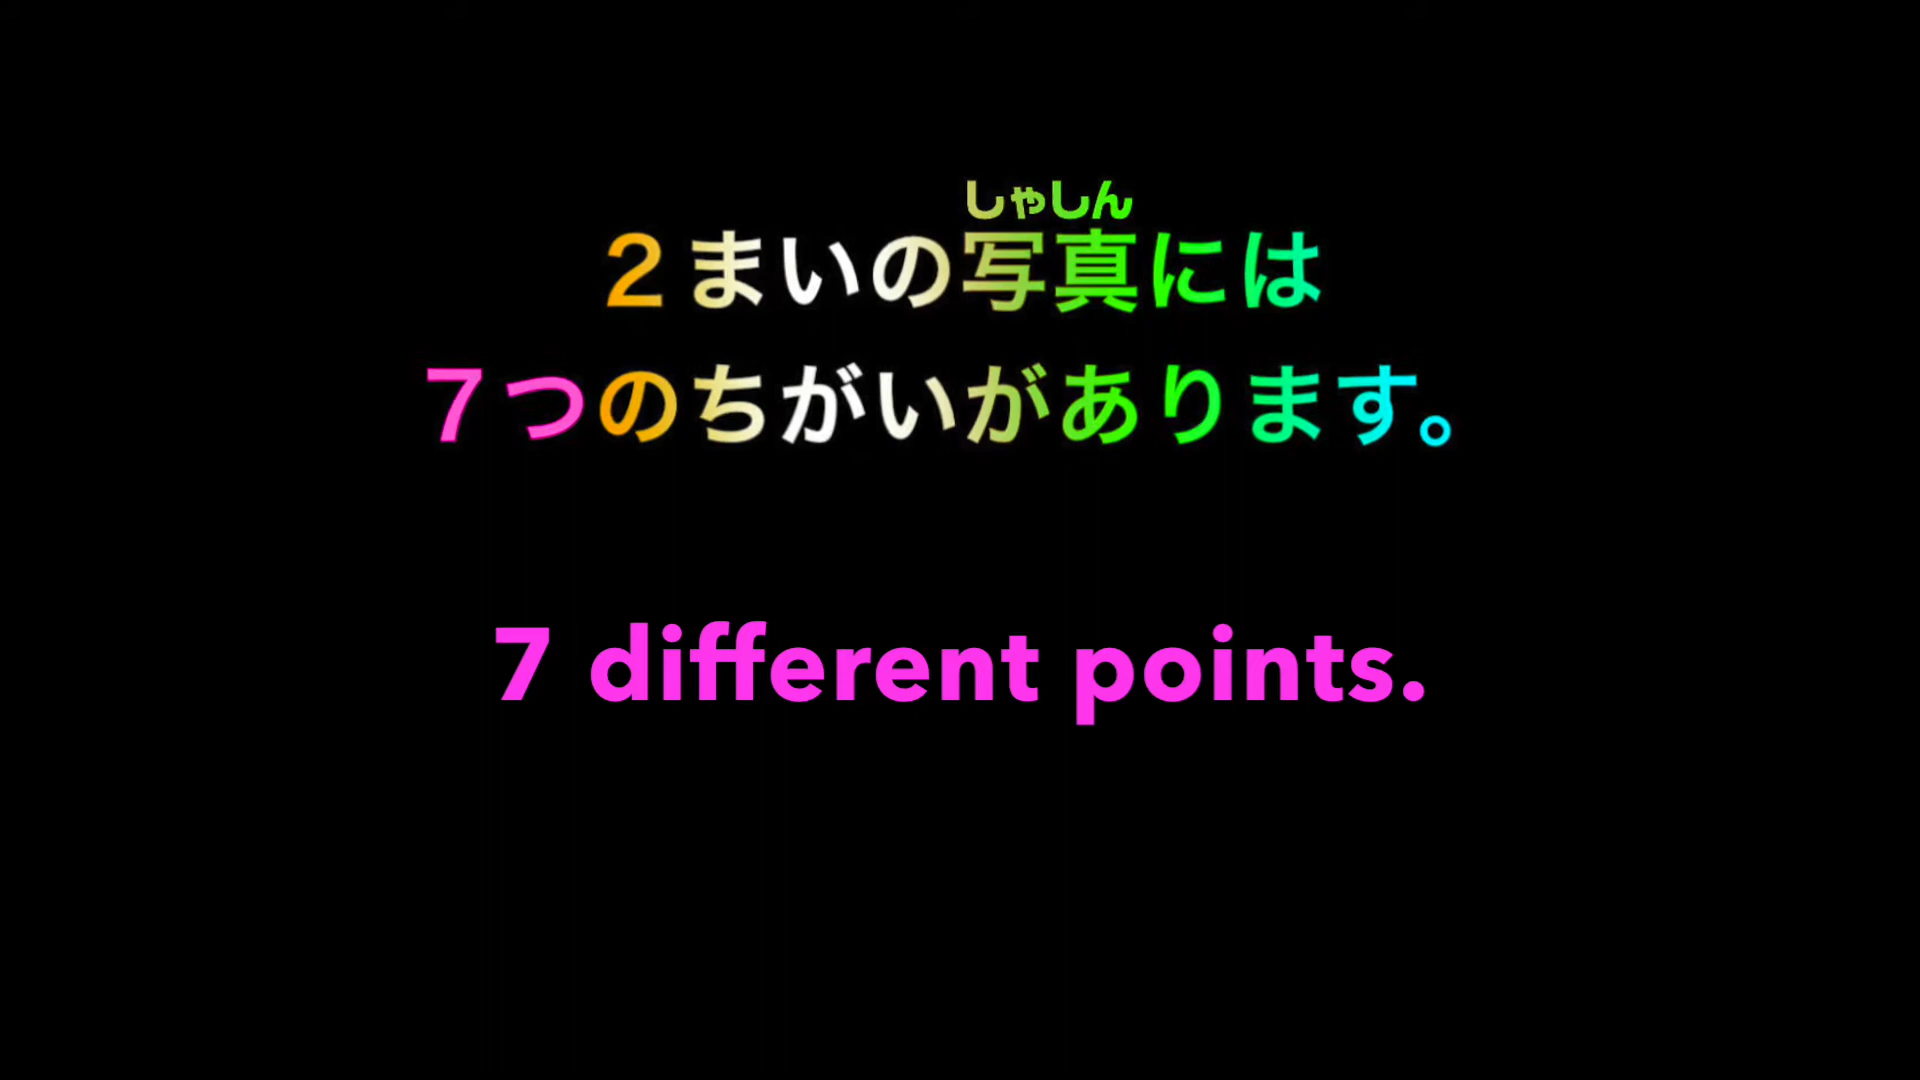 しゃしん
２まいの写真には
７つのちがいがあります。
7 different points.